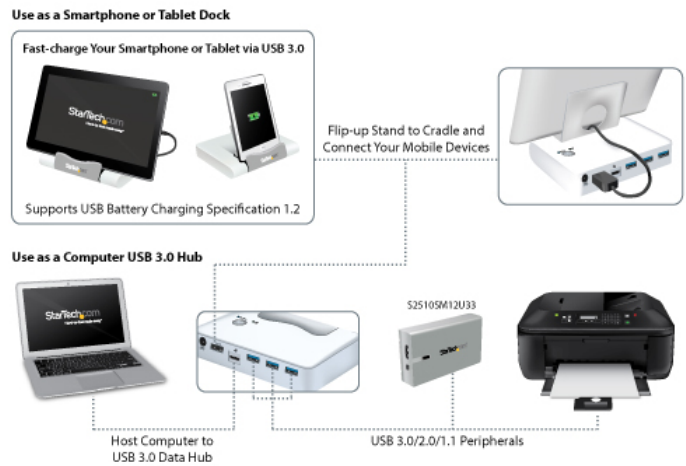 Use as a Smartphone or Tablet Dock
Fast-charge Your Smartphone or Tablet via USB 3.0
StarTech.com
Supports USB Battery Charging Specification 1.2
Flip-up Stand to Cradle and
Connect Your Mobile Devices
Use as a Computer USB 3.0 Hub
StarTech.com
S2510SM12U33
StarTech.com
Host Computer to
USB 3.0 Data Hub
USB 3.0/2.0/1.1 Peripherals